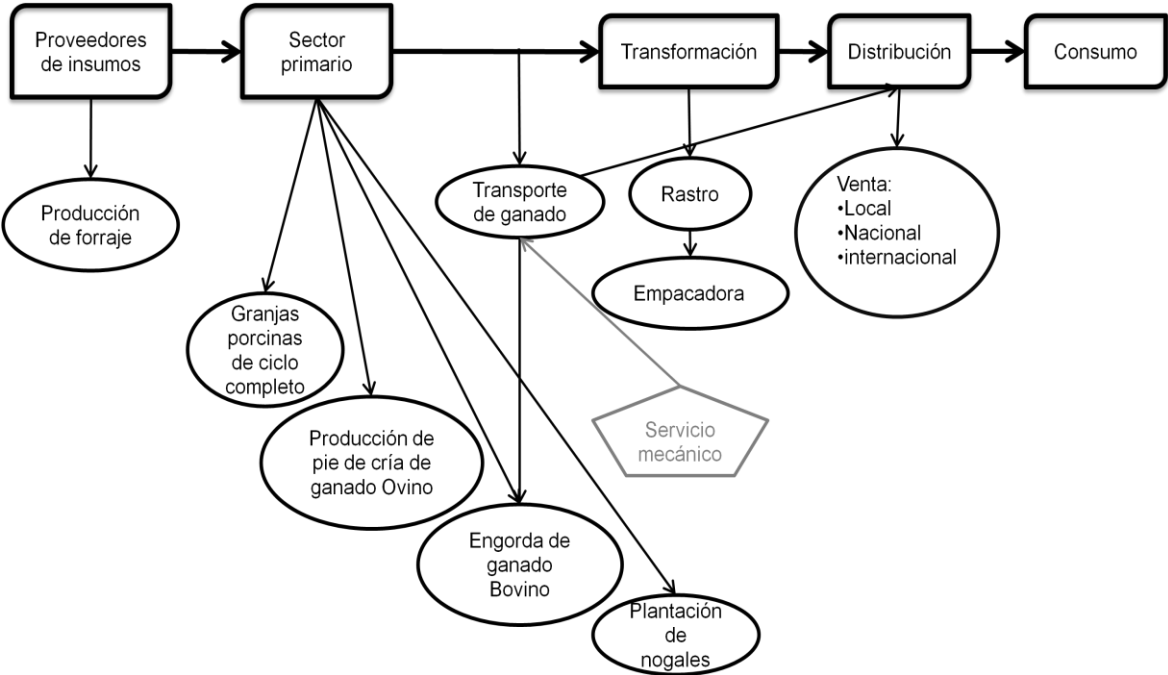 Proveedores
de insumos
Sector
primario
Transformación
Distribución
Consumo
Producción
de forraje
Transporte
de ganado
Rastro
Venta:
•Local
•Nacional
•internacional
Empacadora
Granjas
porcinas
de ciclo
completo
Servicio
mecánico
Producción de
pie de cría de
ganado Ovino
Engorda de
ganado
Bovino
Plantación
de
nogales